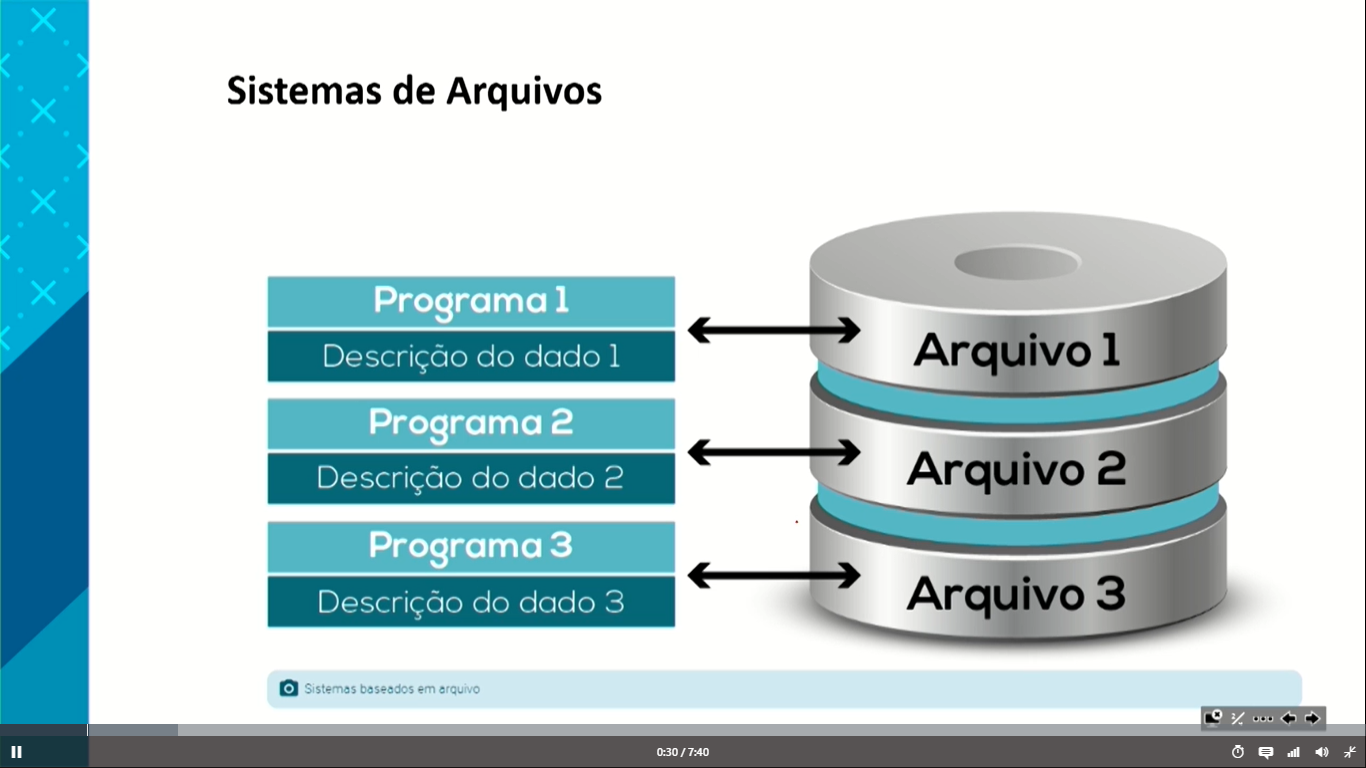 Sistemas de Arquivos
Programa 1
Descrição do dado 1
Programa 2
Descrição do dado 2
Programa 3
Descrição do dado 3
Arquivo 1
Arquivo 2
Arquivo 3
Sistemas baseados em arquivo
0:30 / 7:40